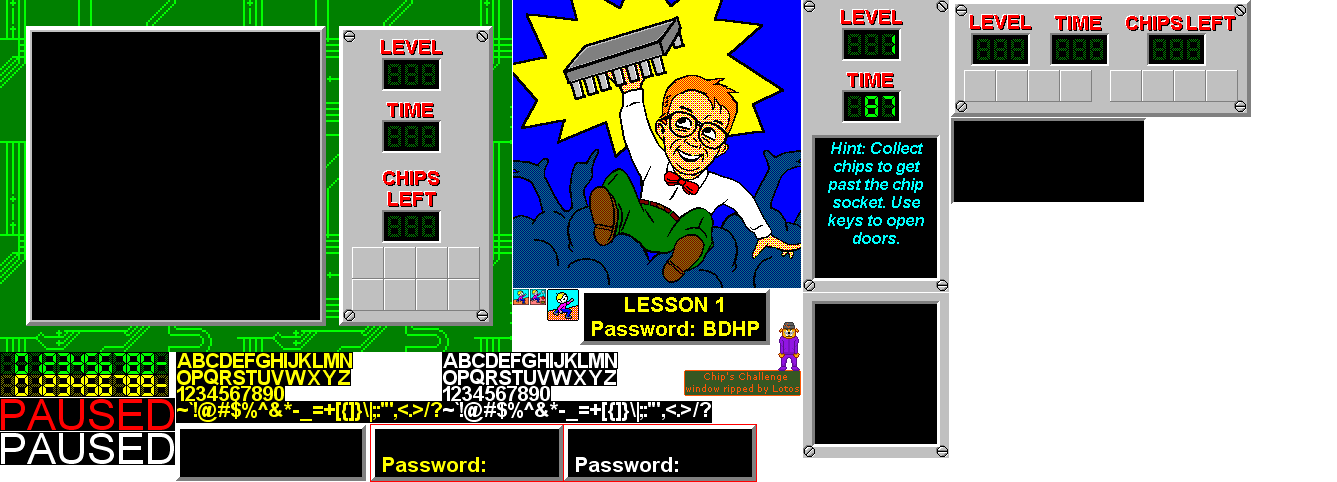 LEVEL
TIME
CHIPS
LEFT
LEVEL
1
TIME
87
Hint: Collect
chips to get
past the chip
socket. Use
keys to open
doors.
LEVEL TIME CHIPS LEFT
LESSON 1
Password: BDHP
Chip's Challenge
window ripped by Lotos
0123456789-
0123456789-
PAUSED
PAUSED
ABCDEFGHIJKLMN
OPQRSTUVWXYZ
1234567890
~`!@#$%^&*-_=+[{]}\|;:'",<.>/?
ABCDEFGHIJKLMN
OPQRSTUVWXYZ
1234567890
~`!@#$%^&*-_=+[{]}\|;:'",<.>/?
Password:
Password: